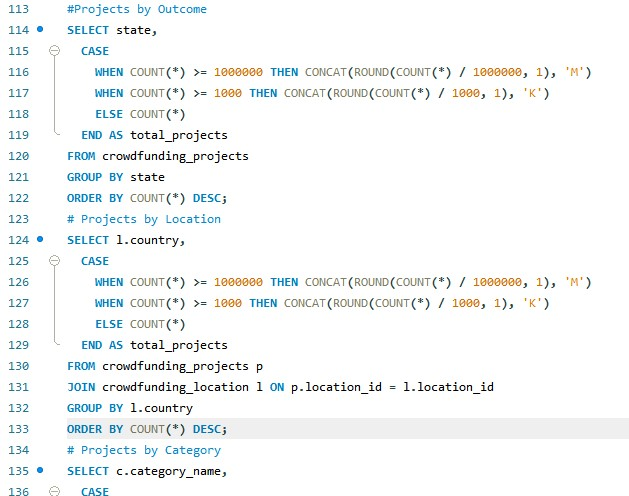 113 #Projects by Outcome
114 SELECT state,
115 CASE
116 WHEN COUNT(*) >= 1000000 THEN CONCAT(ROUND(COUNT(*) / 1000000, 1), 'M')
117 WHEN COUNT(*) >= 1000 THEN CONCAT(ROUND(COUNT(*) / 1000, 1), 'K')
118 ELSE COUNT(*)
119 END AS total_projects
120 FROM crowdfunding_projects
121 GROUP BY state
122 ORDER BY COUNT(*) DESC;
123 # Projects by Location
124 SELECT l.country,
125 CASE
126 WHEN COUNT(*) >= 1000000 THEN CONCAT(ROUND(COUNT(*) / 1000000, 1), 'M')
127 WHEN COUNT(*) >= 1000 THEN CONCAT(ROUND(COUNT(*) / 1000, 1), 'K')
128 ELSE COUNT(*)
129 END AS total_projects
130 FROM crowdfunding_projects p
131 JOIN crowdfunding_location l ON p.location_id = l.location_id
132 GROUP BY l.country
133 ORDER BY COUNT(*) DESC;
134 # Projects by Category
135 SELECT c.category_name,
136 CASE